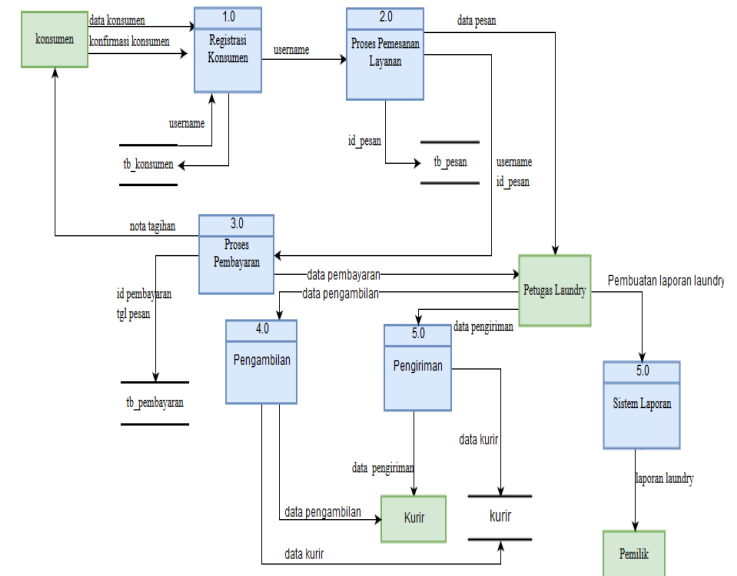 konsumen
data konsumen
konfirmasi konsumen
1.0
Registrasi
Konsumen
username
2.0
Proses Pemesanan
Layanan
data pesan
username
tb_konsumen
id_pesan
tb_pesan
username
id_pesan
nota tagihan
3.0
Proses
Pembayaran
data pembayaran
data pengambilan
Petugas Laundry
Pembuatan laporan laundry
id pembayaran
tgl pesan
4.0
Pengambilan
5.0
Pengiriman
data pengiriman
5.0
Sistem Laporan
tb_pembayaran
data kurir
data pengiriman
laporan laundry
data pengambilan
Kurir
kurir
data kurir
Pemilik